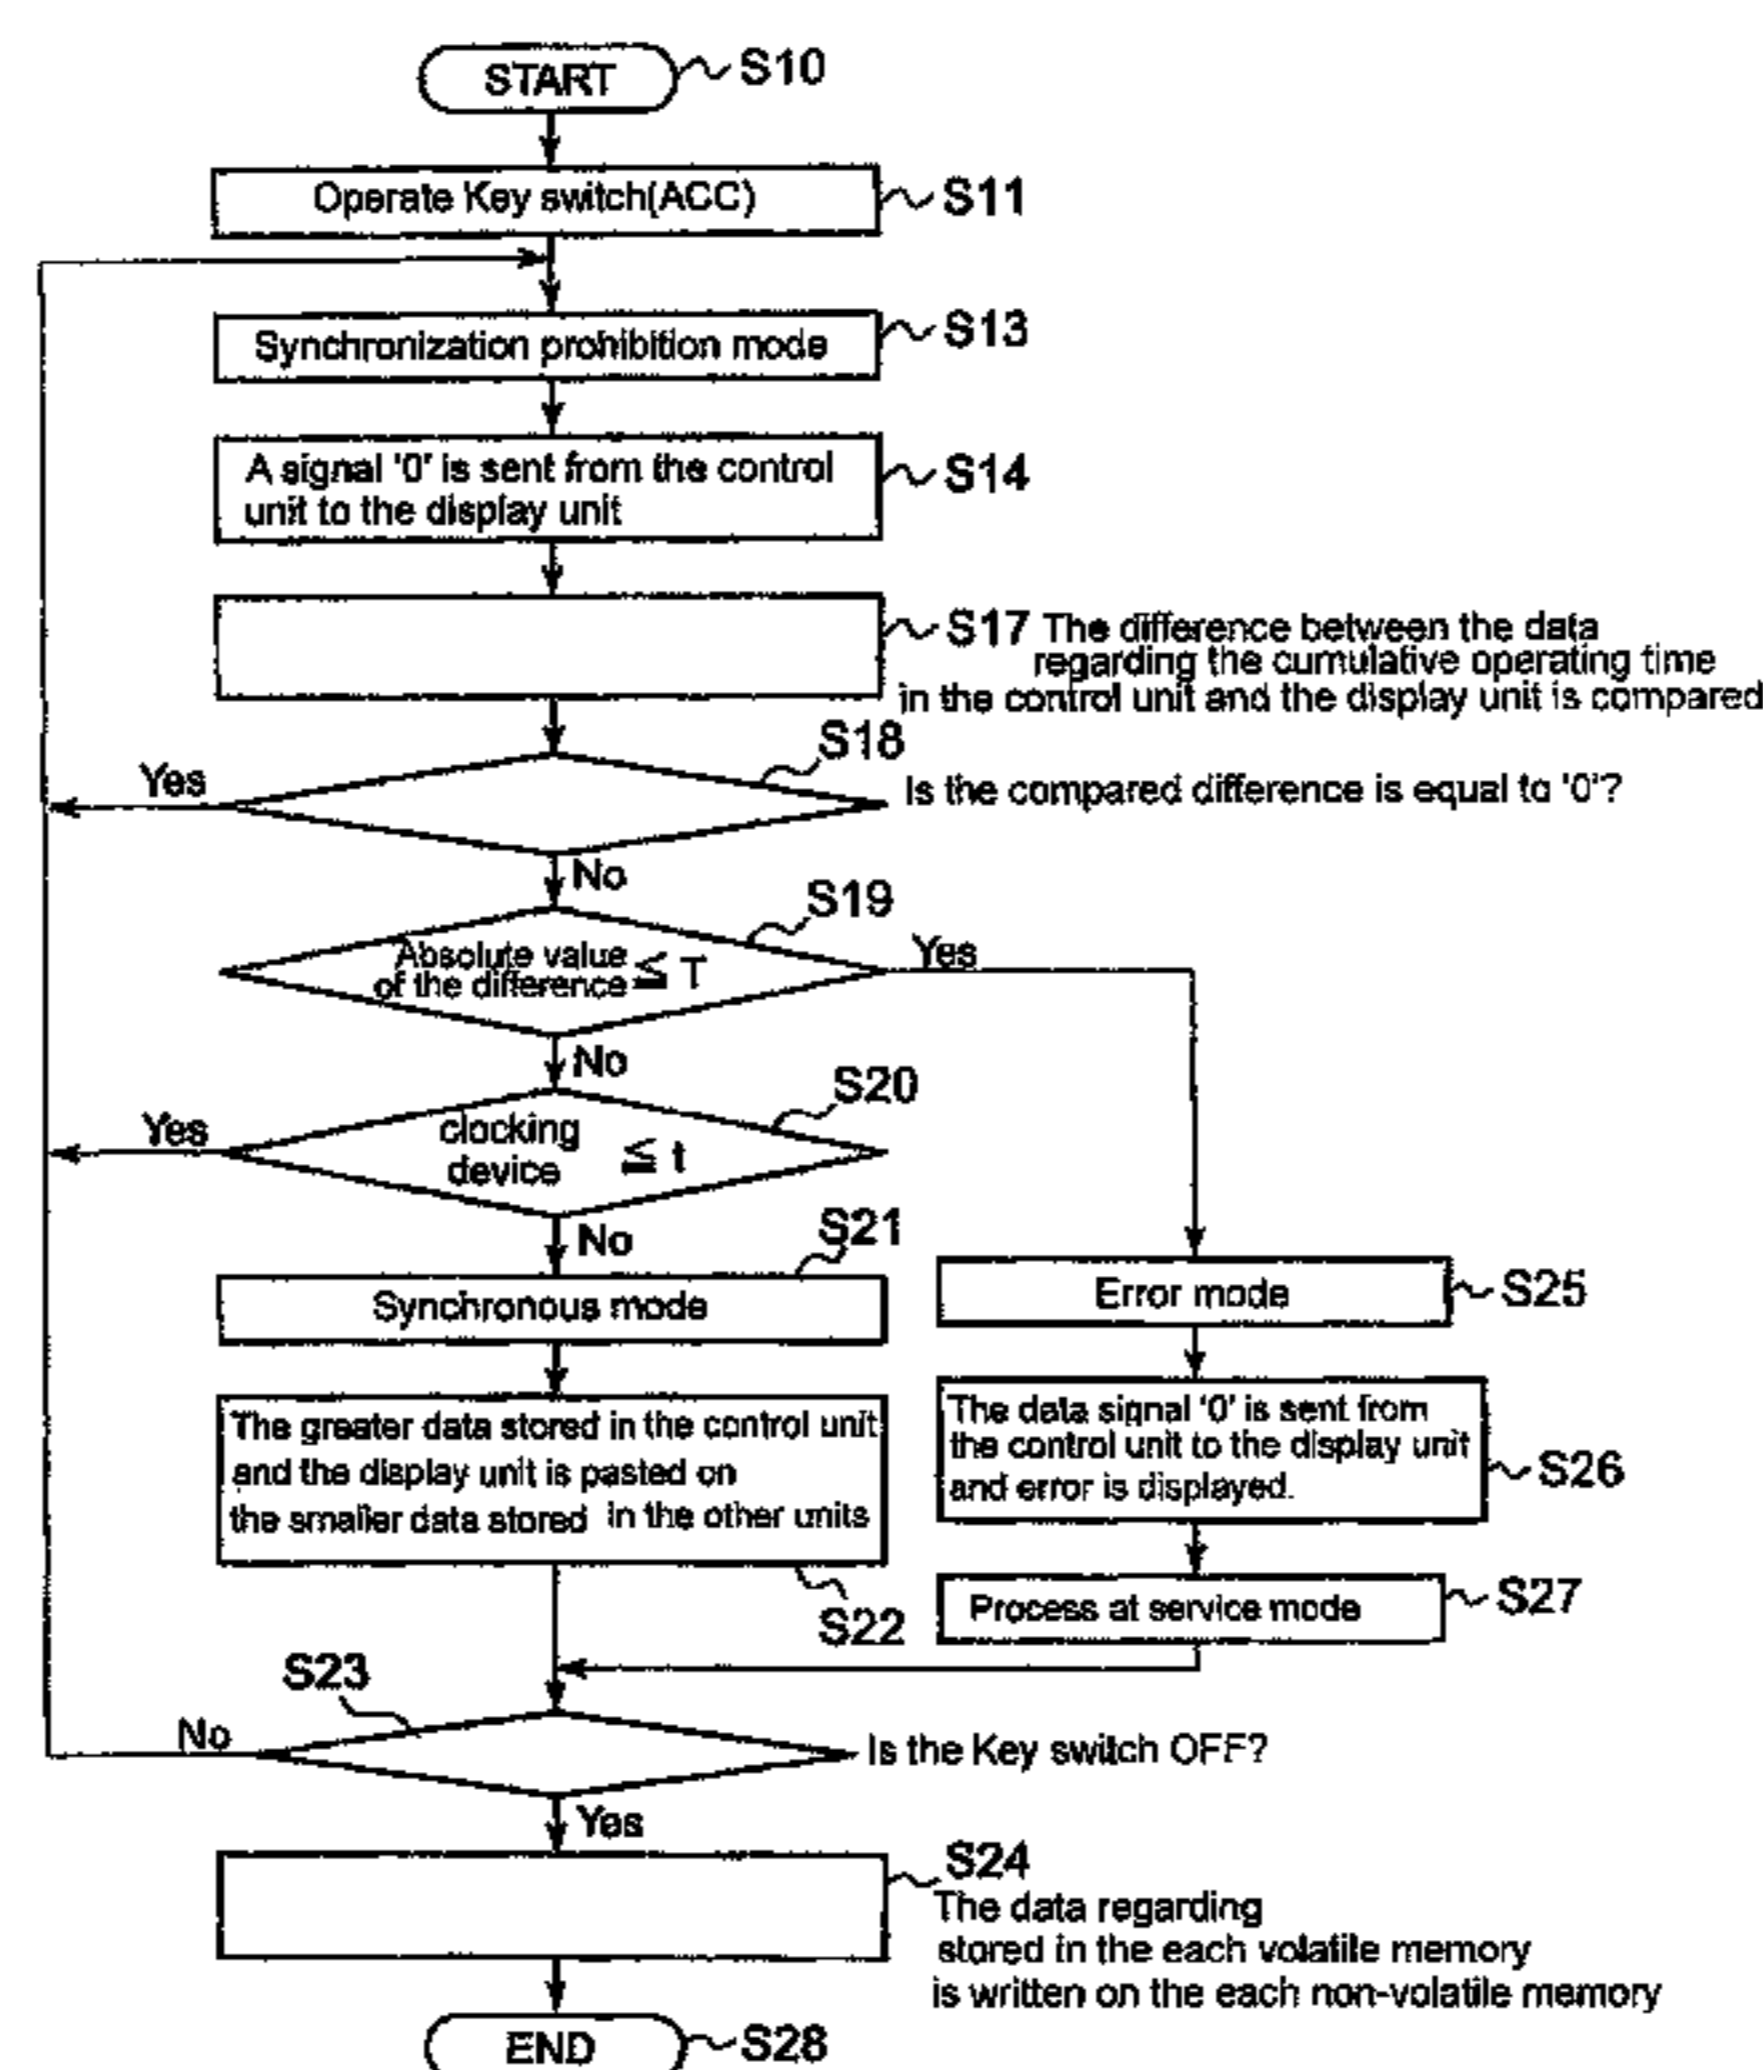 START
S10
Operate Key switch(ACC)
S11
Synchronization prohibition mode
S13
A signal '0' is sent from the control
unit to the display unit
S14
S17 The difference between the data
regarding the cumulative operating time
in the control unit and the display unit is compared
S18
Yes
Is the compared difference is equal to '0'?
No
S19
Absolute value
of the difference ≦ T
Yes
No
S20
Yes
clocking
device ≦ t
No
S21
Synchronous mode
Error mode
S25
The greater data stored in the control unit
and the display unit is pasted on
the smaller data stored in the other units
The data signal '0' is sent from
the control unit to the display unit
and error is displayed.
S26
S22
Process at service mode
S27
S23
No
Is the Key switch OFF?
Yes
S24
The data regarding
stored in the each volatile memory
is written on the each non-volatile memory
END
S28